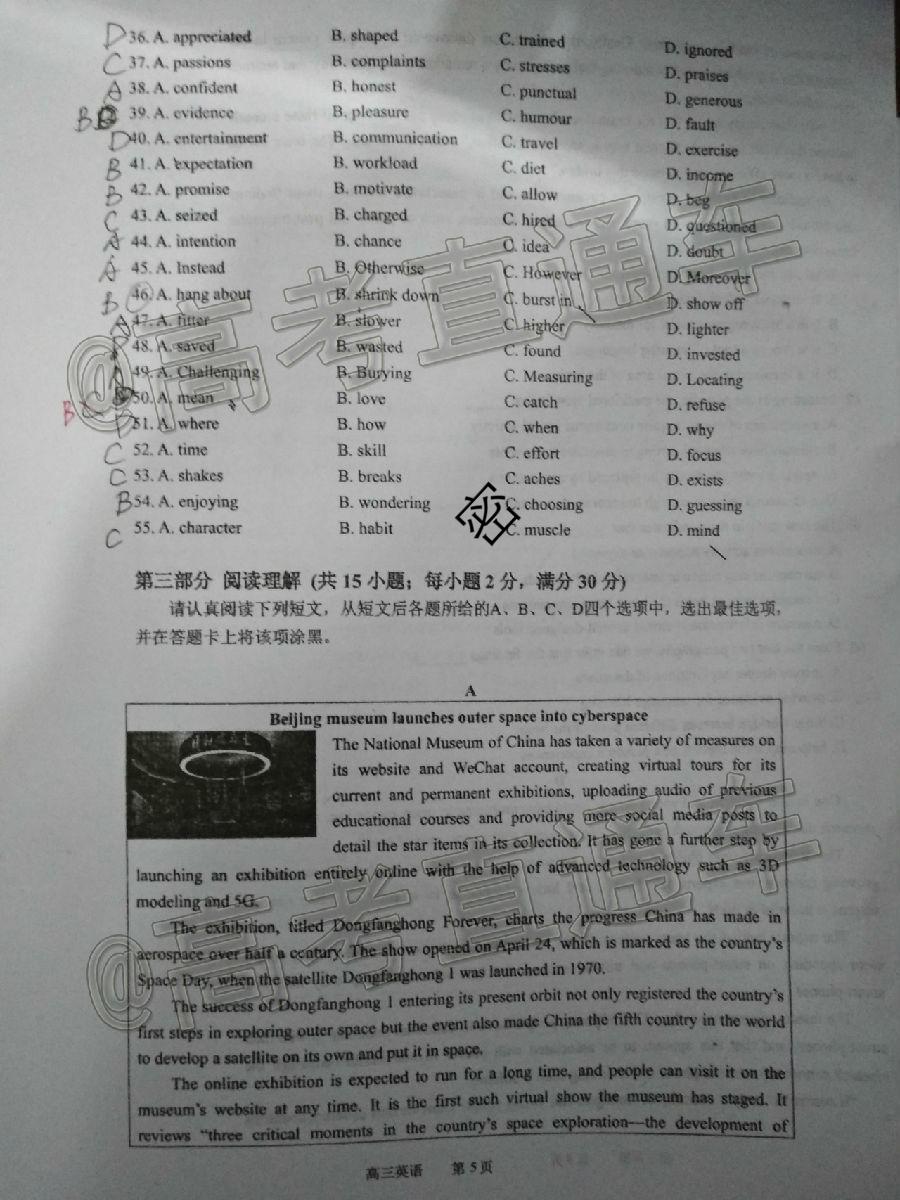 D 36. A. appreciated B. shaped C. trained D. ignored
C 37. A. passions B. complaints C. stresses D. praises
A 38. A. confident B. honest C. punctual D. generous
B 39. A. evidence B. pleasure C. humour D. fault
D 40. A. entertainment B. communication C. travel D. exercise
B 41. A. expectation B. workload C. diet D. income
B 42. A. promise B. motivate C. allow D. beg
C 43. A. seized B. charged C. hired D. questioned
A 44. A. intention B. chance C. idea D. doubt
A 45. A. Instead B. Otherwise C. However D. Moreover
B 46. A. hang about B. shrink down C. burst in D. show off
A 47. A. fitter B. slower C. higher D. lighter
48. A. saved B. wasted C. found D. invested
A 49. A. Challenging B. Burying C. Measuring D. Locating
B 50. A. mean B. love C. catch D. refuse
D 51. A. where B. how C. when D. why
C 52. A. time B. skill C. effort D. focus
C 53. A. shakes B. breaks C. aches D. exists
B 54. A. enjoying B. wondering C. choosing D. guessing
C 55. A. character B. habit C. muscle D. mind
密
第三部分 阅读理解 (共 15 小题；每小题 2 分，满分 30 分)
请认真阅读下列短文，从短文后各题所给的A、B、C、D四个选项中，选出最佳选项，
并在答题卡上将该项涂黑。
A
Beijing museum launches outer space into cyberspace
The National Museum of China has taken a variety of measures on
its website and WeChat account, creating virtual tours for its
current and permanent exhibitions, uploading audio of previous
educational courses and providing more social media posts to
detail the star items in its collection. It has gone a further step by
launching an exhibition entirely online with the help of advanced technology such as 3D
modeling and 5G.
The exhibition, titled Dongfanghong Forever, charts the progress China has made in
aerospace over half a century. The show opened on April 24, which is marked as the country's
Space Day, when the satellite Dongfanghong 1 was launched in 1970.
The success of Dongfanghong 1 entering its present orbit not only registered the country's
first steps in exploring outer space but the event also made China the fifth country in the world
to develop a satellite on its own and put it in space.
The online exhibition is expected to run for a long time, and people can visit it on the
museum's website at any time. It is the first such virtual show the museum has staged. It
reviews "three critical moments in the country's space exploration—the development of
高三英语 第 5 页
@高考直通车
@高考直通车